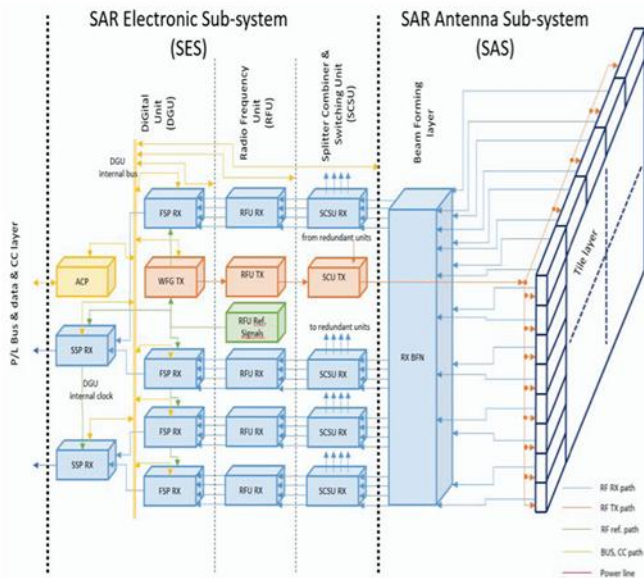 SAR Electronic Sub-system
(SES)
SAR Antenna Sub-system
(SAS)
DiGital
Unit
(DGU)
Radio Frequency
Unit
(RFU)
Splitter Combiner &
Switching Unit
(SCSU)
Beam Forming
layer
DGU
internal bus
FSP RX
RFU RX
SCSU RX
from redundant units
ACP
WFG TX
RFU TX
SCU TX
RFU Ref.
Signals
to redundant units
P/L Bus & data & CC layer
SSP RX
FSP RX
RFU RX
SCSU RX
RX BFN
Tile layer
DGU
internal clock
FSP RX
RFU RX
SCSU RX
SSP RX
FSP RX
RFU RX
SCSU RX
RF RX path
RF TX path
RF ref. path
BUS, CC path
Power line